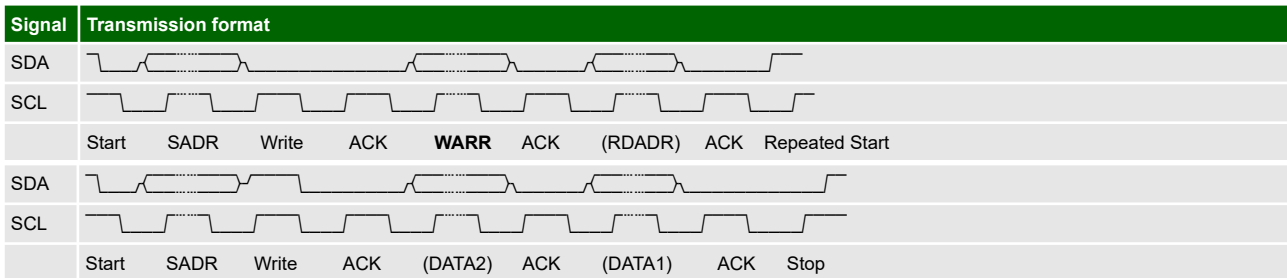 Signal Transmission format
SDA
SCL
Start SADR Write ACK WARR ACK (RDADR) ACK Repeated Start
SDA
SCL
Start SADR Write ACK (DATA2) ACK (DATA1) ACK Stop